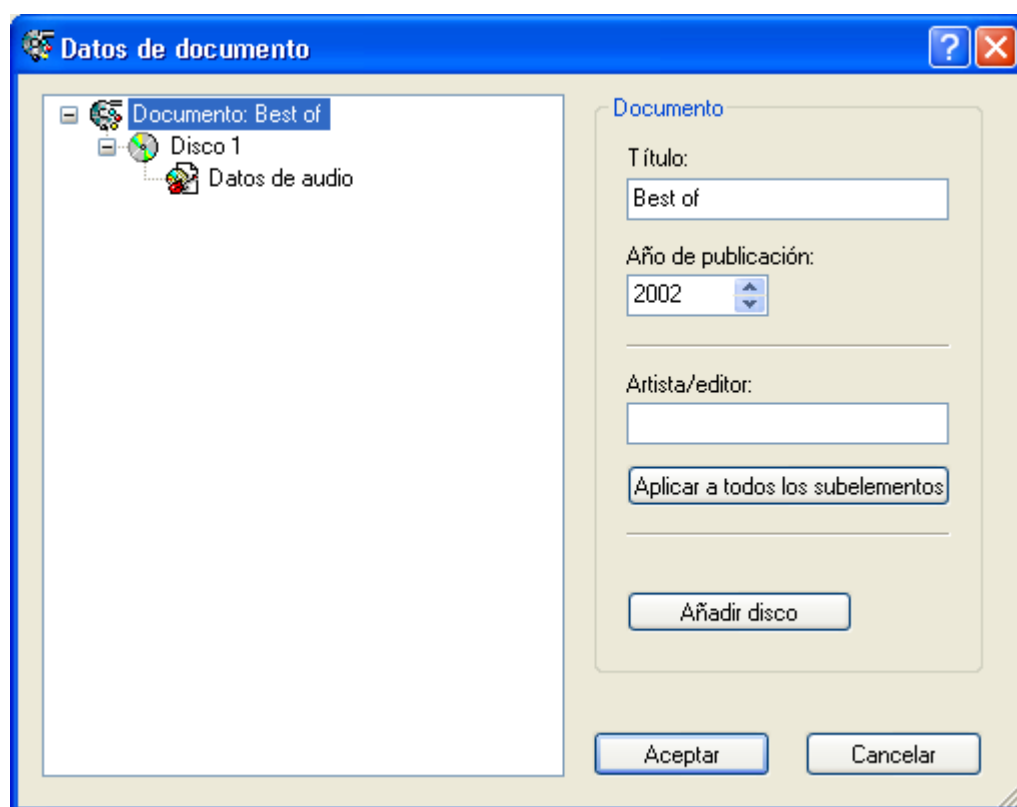 Datos de documento
Documento: Best of
Disco 1
Datos de audio
Documento
Título:
Best of
Año de publicación:
2002
Artista/editor:
Aplicar a todos los subelementos
Añadir disco
Aceptar
Cancelar